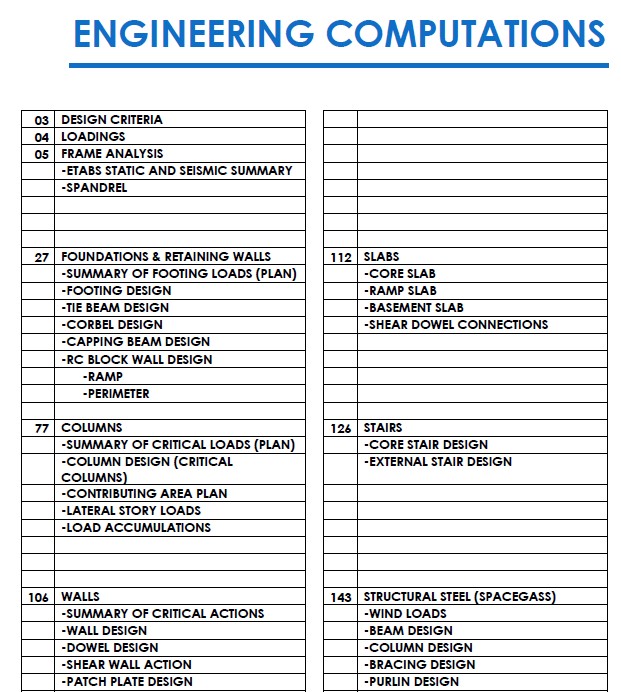 ENGINEERING COMPUTATIONS
03 DESIGN CRITERIA
04 LOADINGS
05 FRAME ANALYSIS
-ETABS STATIC AND SEISMIC SUMMARY
-SPANDREL
27 FOUNDATIONS & RETAINING WALLS
-SUMMARY OF FOOTING LOADS (PLAN)
-FOOTING DESIGN
-TIE BEAM DESIGN
-CORBEL DESIGN
-CAPPING BEAM DESIGN
-RC BLOCK WALL DESIGN
-RAMP
-PERIMETER
77 COLUMNS
-SUMMARY OF CRITICAL LOADS (PLAN)
-COLUMN DESIGN (CRITICAL
COLUMNS)
-CONTRIBUTING AREA PLAN
-LATERAL STORY LOADS
-LOAD ACCUMULATIONS
106 WALLS
-SUMMARY OF CRITICAL ACTIONS
-WALL DESIGN
-DOWEL DESIGN
-SHEAR WALL ACTION
-PATCH PLATE DESIGN
112 SLABS
-CORE SLAB
-RAMP SLAB
-BASEMENT SLAB
-SHEAR DOWEL CONNECTIONS
126 STAIRS
-CORE STAIR DESIGN
-EXTERNAL STAIR DESIGN
143 STRUCTURAL STEEL (SPACEGASS)
-WIND LOADS
-BEAM DESIGN
-COLUMN DESIGN
-BRACING DESIGN
-PURLIN DESIGN